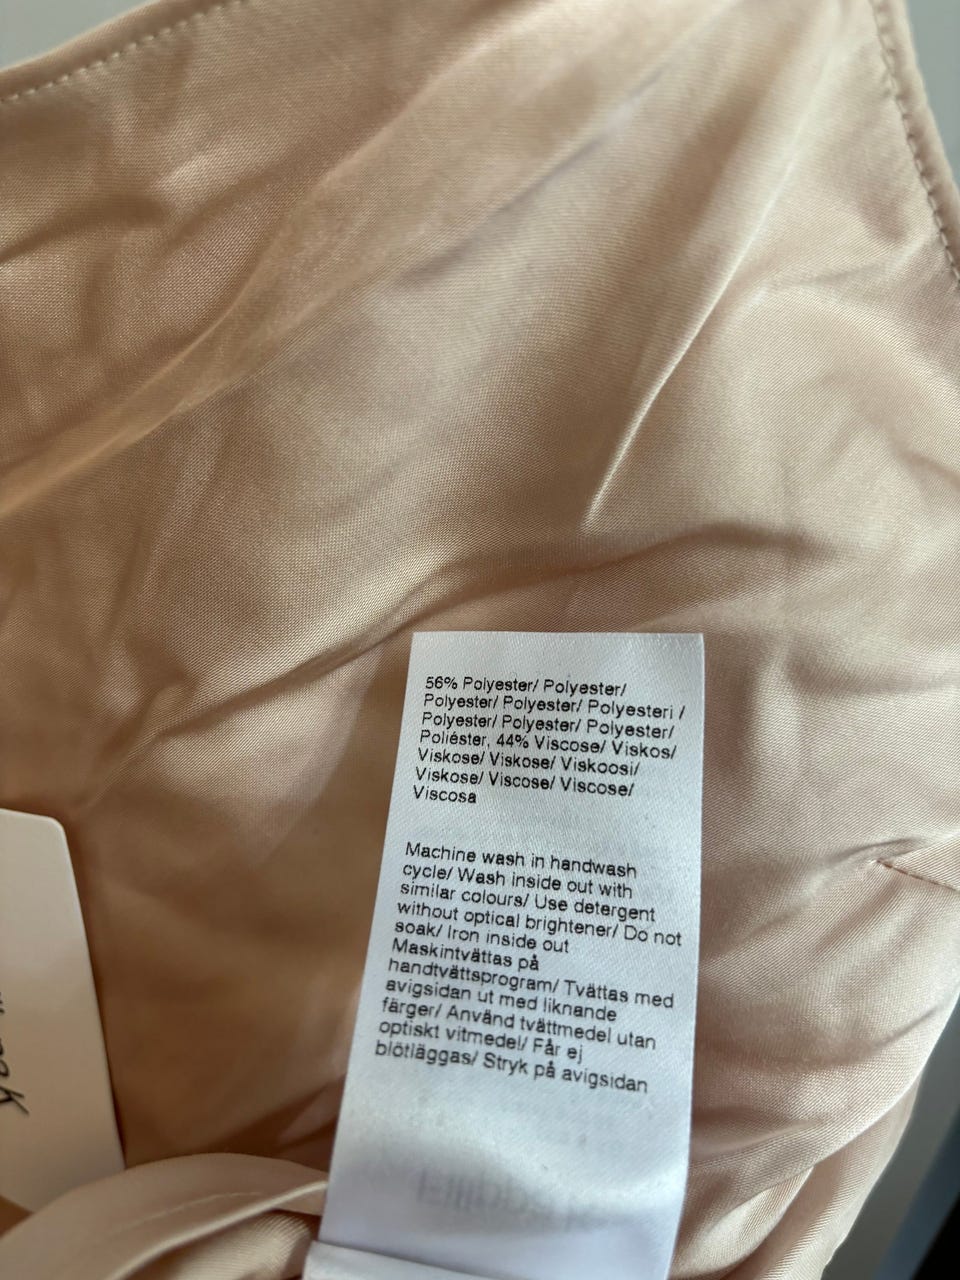 56% Polyester/ Polyester/
Polyester/ Polyester/ Polyesteri /
Polyester/ Polyester/ Polyester/
Poliéster, 44% Viscose/ Viskos/
Viskose/ Viskose/ Viskoosi/
Viskose/ Viscose/ Viscose/
Viscosa
Machine wash in handwash
cycle/ Wash inside out with
similar colours/ Use detergent
without optical brightener/ Do not
soak/ Iron inside out
Maskintvättas på
handtvättsprogram/ Tvättas med
avigsidan ut med liknande
färger/ Använd tvättmedel utan
optiskt vitmedel/ Får ej
blötläggas/ Stryk på avigsidan